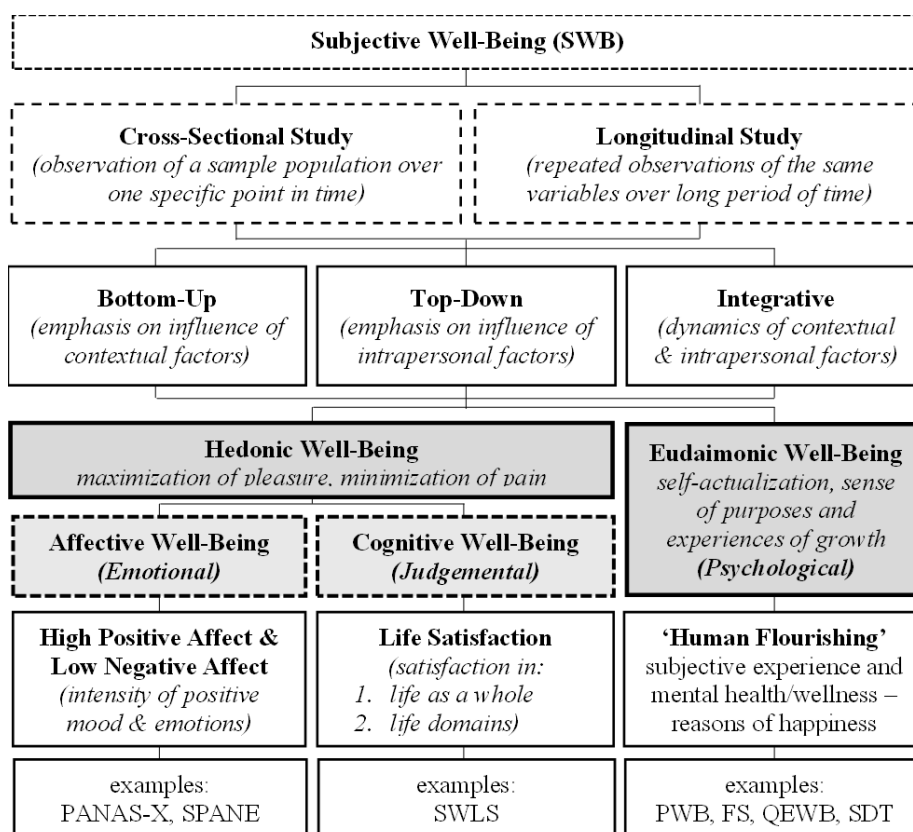 Subjective Well-Being (SWB)
Cross-Sectional Study
(observation of a sample population over
one specific point in time)
Longitudinal Study
(repeated observations of the same
variables over long period of time)
Bottom-Up
(emphasis on influence of
contextual factors)
Top-Down
(emphasis on influence of
intrapersonal factors)
Integrative
(dynamics of contextual
& intrapersonal factors)
Hedonic Well-Being
maximization of pleasure, minimization of pain
Eudaimonic Well-Being
self-actualization, sense
of purposes and
experiences of growth
(Psychological)
Affective Well-Being
(Emotional)
Cognitive Well-Being
(Judgemental)
High Positive Affect &
Low Negative Affect
(intensity of positive
mood & emotions)
Life Satisfaction
(satisfaction in:
1. life as a whole
2. life domains)
‘Human Flourishing’
subjective experience and
mental health/wellness –
reasons of happiness
examples:
PANAS-X, SPANE
examples:
SWLS
examples:
PWB, FS, QEWB, SDT